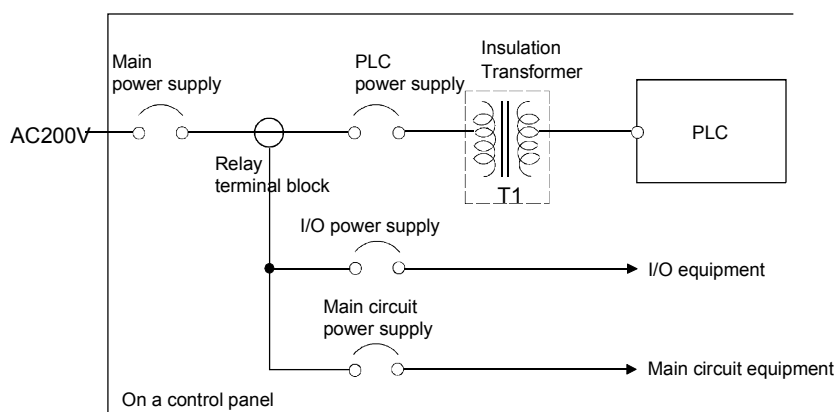 Main
power supply
PLC
power supply
Insulation
Transformer
AC200V
PLC
Relay
terminal block
T1
I/O power supply
I/O equipment
Main circuit
power supply
Main circuit equipment
On a control panel